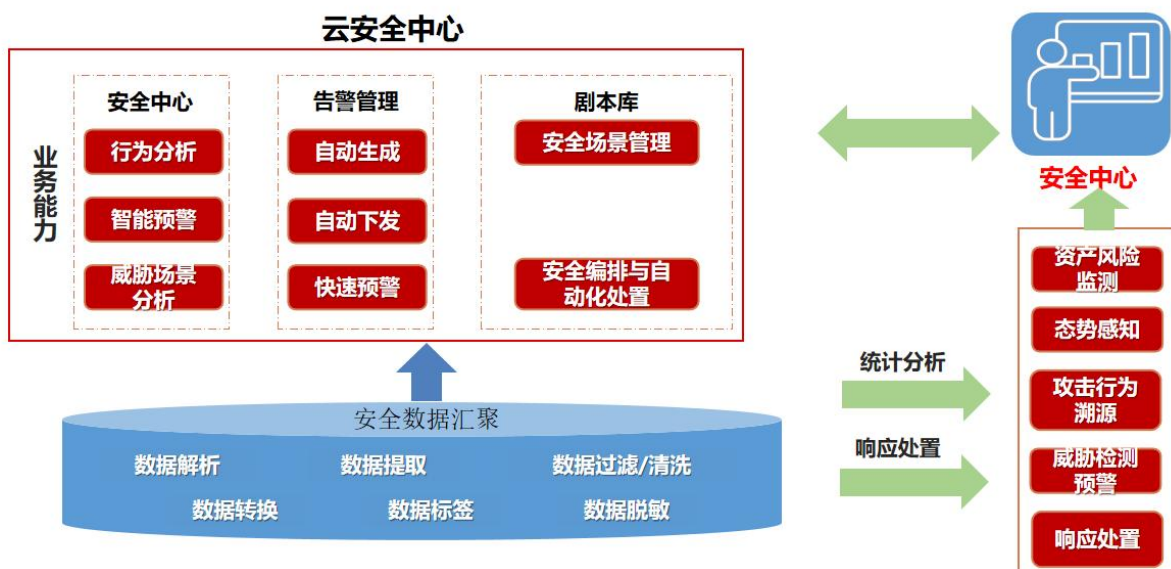 云安全中心
业务能力
安全中心
行为分析
智能预警
威胁场景
分析
告警管理
自动生成
自动下发
快速预警
剧本库
安全场景管理
安全编排与自
动化处置
安全数据汇聚
数据解析
数据提取
数据过滤/清洗
数据转换
数据标签
数据脱敏
统计分析
响应处置
安全中心
资产风险
监测
态势感知
攻击行为
溯源
威胁检测
预警
响应处置